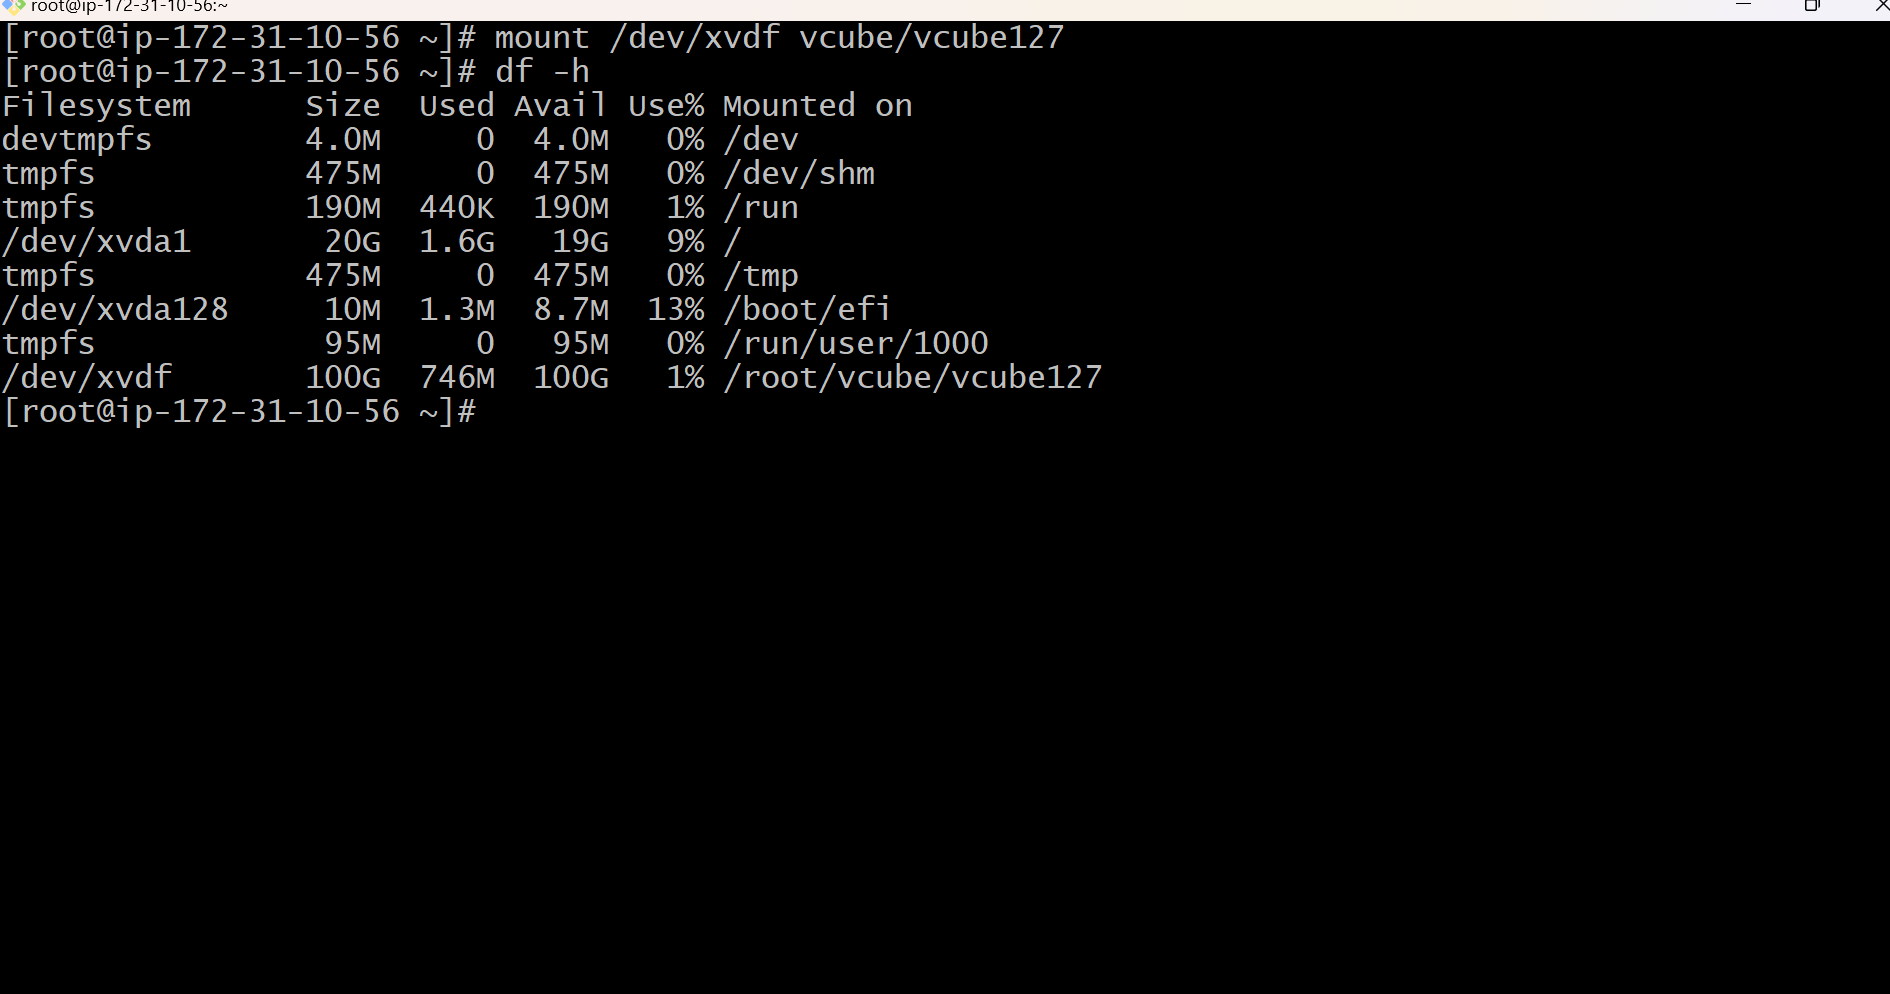 root@ip-172-31-10-56:~
[root@ip-172-31-10-56 ~]# mount /dev/xvdf vcube/vcube127
[root@ip-172-31-10-56 ~]# df -h
Filesystem      Size  Used Avail Use% Mounted on
devtmpfs        4.0M     0  4.0M   0% /dev
tmpfs           475M     0  475M   0% /dev/shm
tmpfs           190M  440K  190M   1% /run
/dev/xvda1       20G  1.6G   19G   9% /
tmpfs           475M     0  475M   0% /tmp
/dev/xvda128     10M  1.3M  8.7M  13% /boot/efi
tmpfs            95M     0   95M   0% /run/user/1000
/dev/xvdf       100G  746M  100G   1% /root/vcube/vcube127
[root@ip-172-31-10-56 ~]#